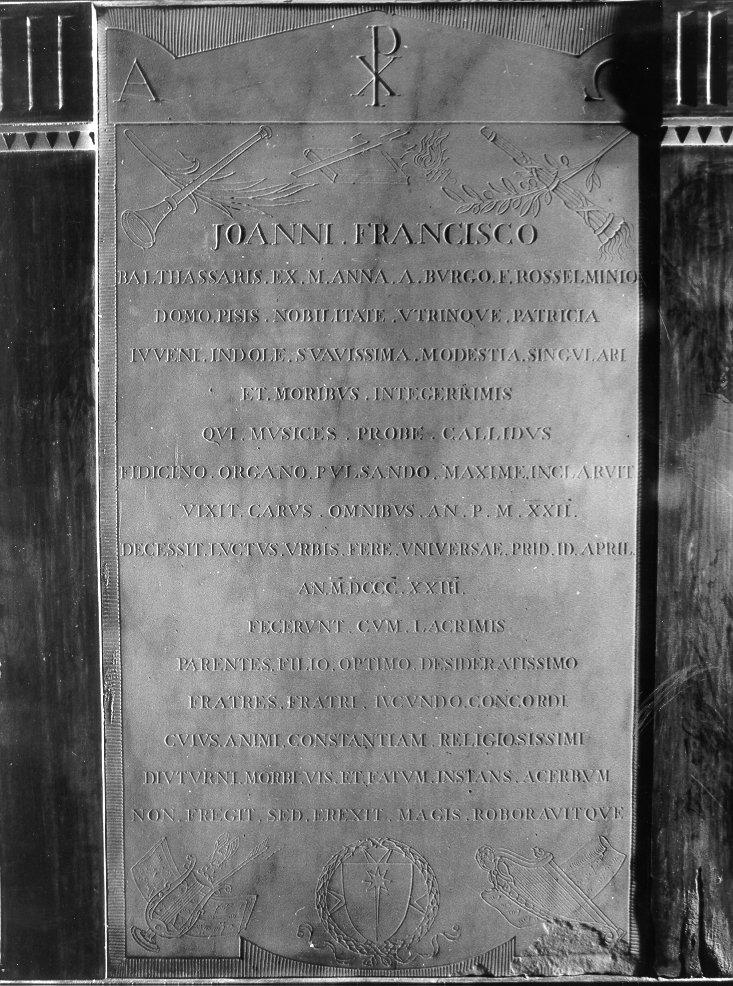 Α ☧ Ω
JOANNI . FRANCISCO
BALTHASSARIS . EX . M . ANNA . A . BVRGO . F . ROSSELMINIO
DOMO . PISIS . NOBILITATE . VTRINQVE . PATRICIA
IVVENI . INDOLE . SVAVISSIMA . MODESTIA . SINGVLARI
ET . MORIBVS . INTEGERRIMIS
QVI . MVSICES . PROBE . CALLIDVS
FIDICINO . ORGANO . PVLSANDO . MAXIME . INCLARVIT
VIXIT . CARVS . OMNIBVS . AN . P . M . XXII .
DECESSIT . LVCTVS . VRBIS . FERE . VNIVERSAE . PRID . ID . APRIL .
AN . M . DCCC . XXIII .
FECERVNT . CVM . LACRIMIS
PARENTES . FILIO . OPTIMO . DESIDERATISSIMO
FRATRES . FRATRI . IVCVNDO . CONCORDI
CVIVS . ANIMI . CONSTANTIAM . RELIGIOSISSIMI
DIVTVRNI . MORBI . VIS . ET . FATVM . INSTANS . ACERBVM
NON . FREGIT . SED . EREXIT . MAGIS . ROBORAVITQVE